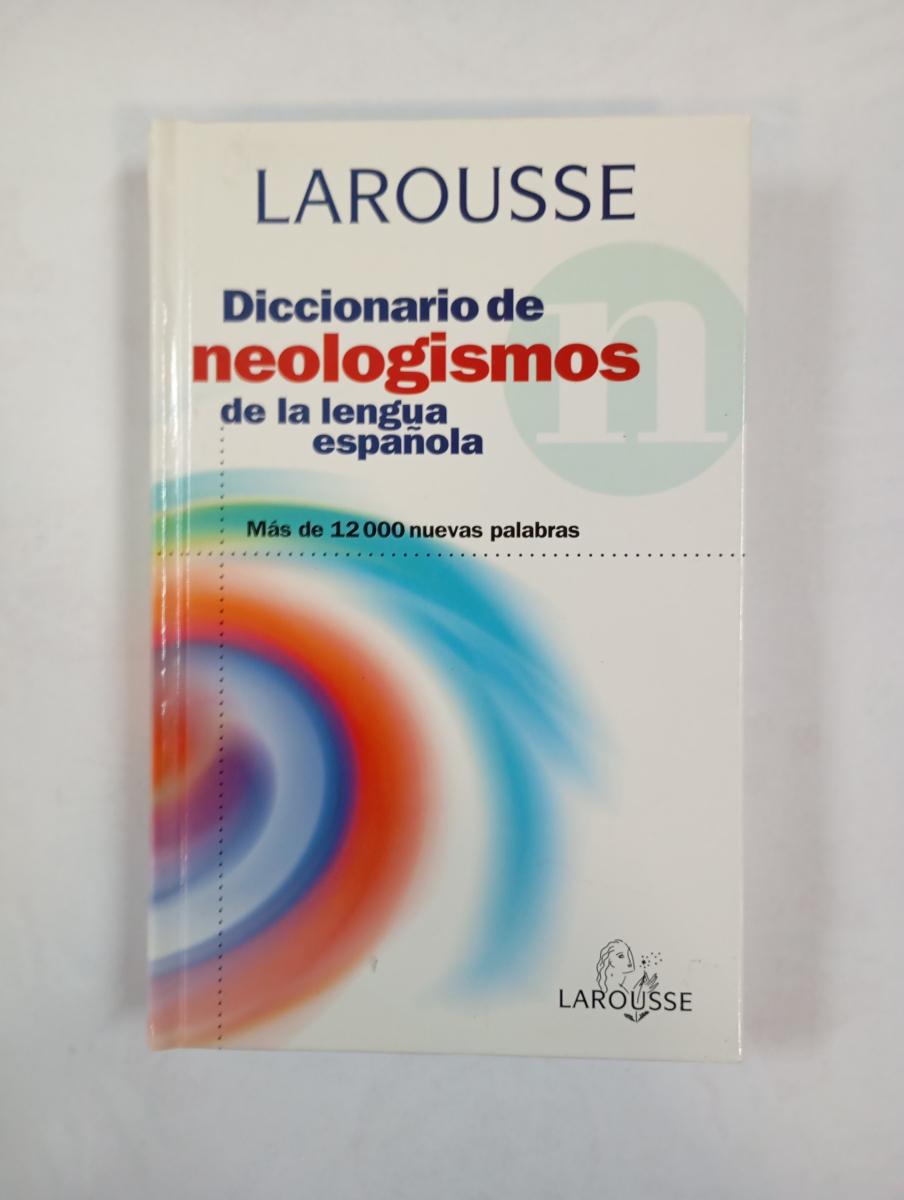 LAROUSSE
n
Diccionario de
neologismos
de la lengua
española
Más de 12 000 nuevas palabras
LAROUSSE